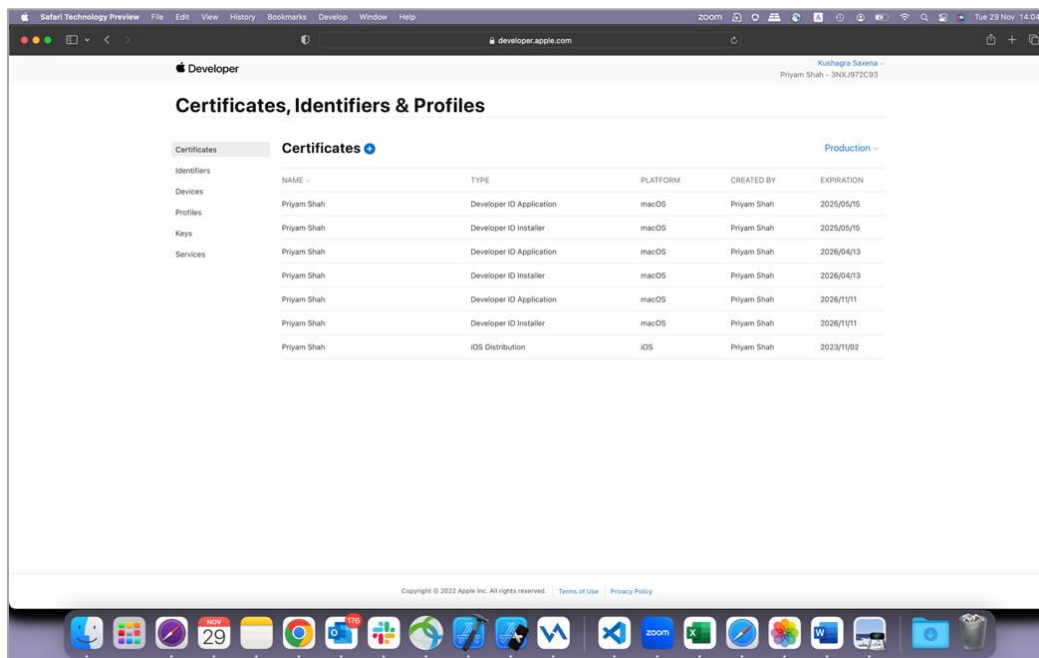 Safari Technology Preview File Edit View History Bookmarks Develop Window Help zoom Tue 29 Nov 14:04
developer.apple.com
Developer
Kushagra Saxena
Priyam Shah - 3NXJ972C93
Certificates, Identifiers & Profiles
Certificates
Identifiers
Devices
Profiles
Keys
Services
Certificates
Production
NAME TYPE PLATFORM CREATED BY EXPIRATION
Priyam Shah Developer ID Application macOS Priyam Shah 2025/05/15
Priyam Shah Developer ID Installer macOS Priyam Shah 2025/05/15
Priyam Shah Developer ID Application macOS Priyam Shah 2026/04/13
Priyam Shah Developer ID Installer macOS Priyam Shah 2026/04/13
Priyam Shah Developer ID Application macOS Priyam Shah 2026/11/11
Priyam Shah Developer ID Installer macOS Priyam Shah 2026/11/11
Priyam Shah iOS Distribution iOS Priyam Shah 2023/11/02
Copyright © 2022 Apple Inc. All rights reserved. Terms of Use Privacy Policy
NOV
29
176
zoom